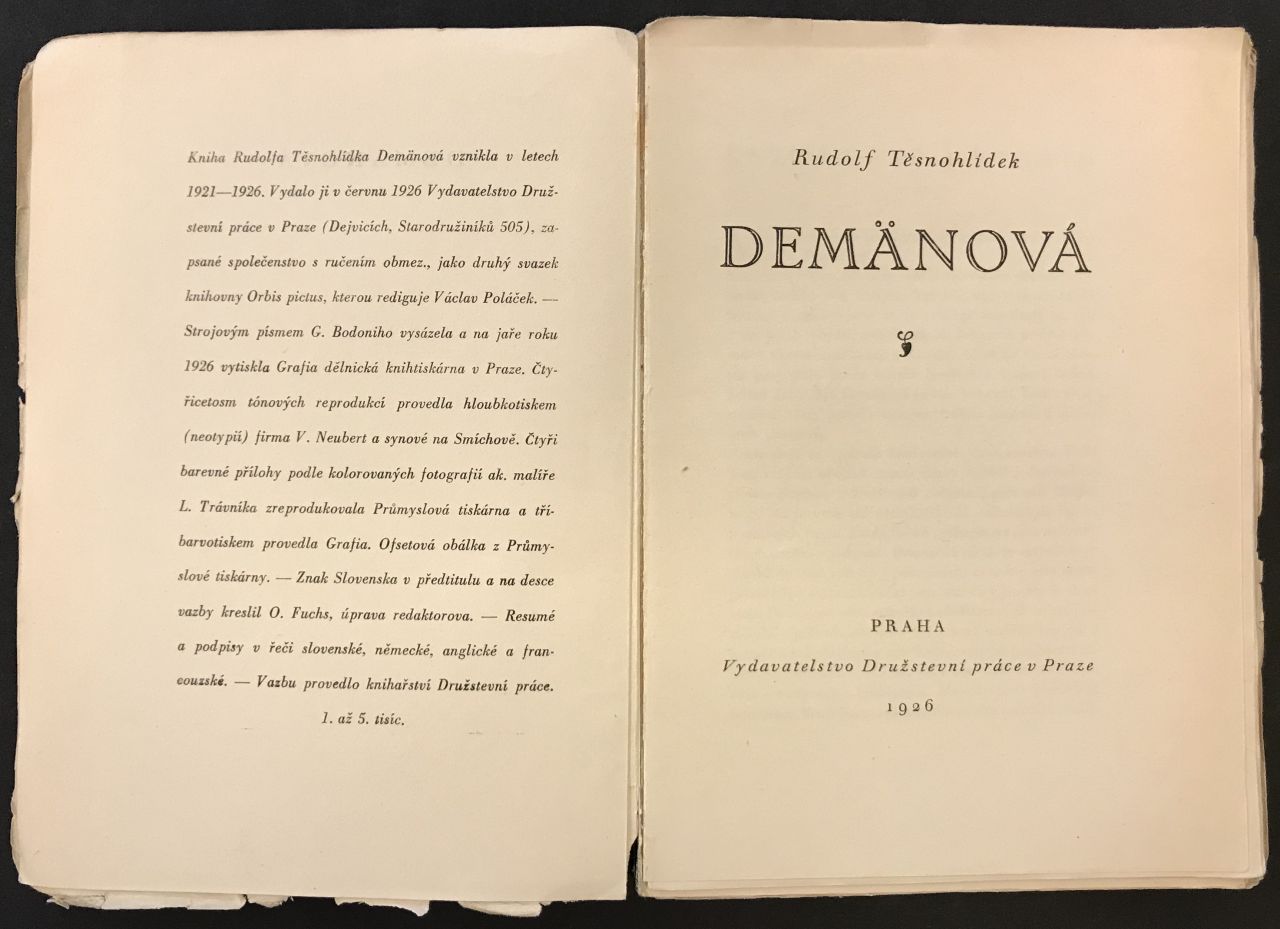 Kniha Rudolfa Těsnohlídka Demänová vznikla v letech
1921—1926. Vydalo ji v červnu 1926 Vydavatelstvo Druž-
stevní práce v Praze (Dejvicích, Starodružiníků 505), za-
psané společenstvo s ručením obmez., jako druhý svazek
knihovny Orbis pictus, kterou rediguje Václav Poláček. —
Strojovým písmem G. Bodoniho vysázela a na jaře roku
1926 vytiskla Grafia dělnická knihtiskárna v Praze. Čty-
řicetosm tónových reprodukcí provedla hloubkotiskem
(neotypií) firma V. Neubert a synové na Smíchově. Čtyři
barevné přílohy podle kolorovaných fotografií ak. malíře
L. Trávníka zreprodukovala Průmyslová tiskárna a tří-
barvotiskem provedla Grafia. Ofsetová obálka z Průmy-
slové tiskárny. — Znak Slovenska v předtitulu a na desce
vazby kreslil O. Fuchs, úprava redaktorova. — Resumé
a podpisy v řeči slovenské, německé, anglické a fran-
couzské. — Vazbu provedlo knihařství Družstevní práce.
1. až 5. tisíc.
Rudolf Těsnohlídek
DEMÄNOVÁ
PRAHA
Vydavatelstvo Družstevní práce v Praze
1926